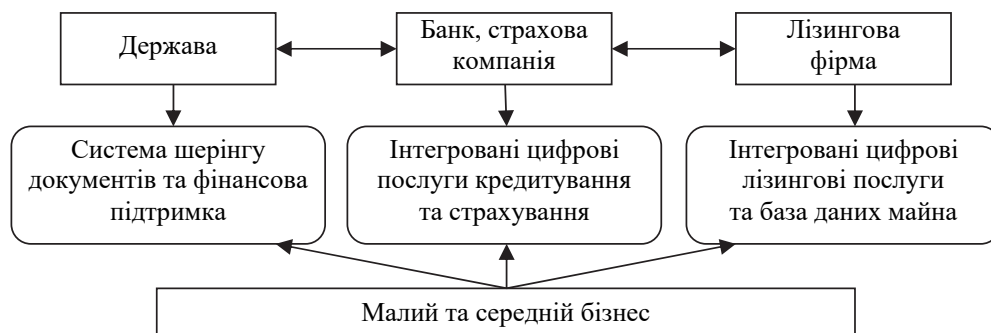 Держава
Банк, страхова
компанія
Лізингова
фірма
Система шерінгу
документів та фінансова
підтримка
Інтегровані цифрові
послуги кредитування
та страхування
Інтегровані цифрові
лізингові послуги
та база даних майна
Малий та середній бізнес